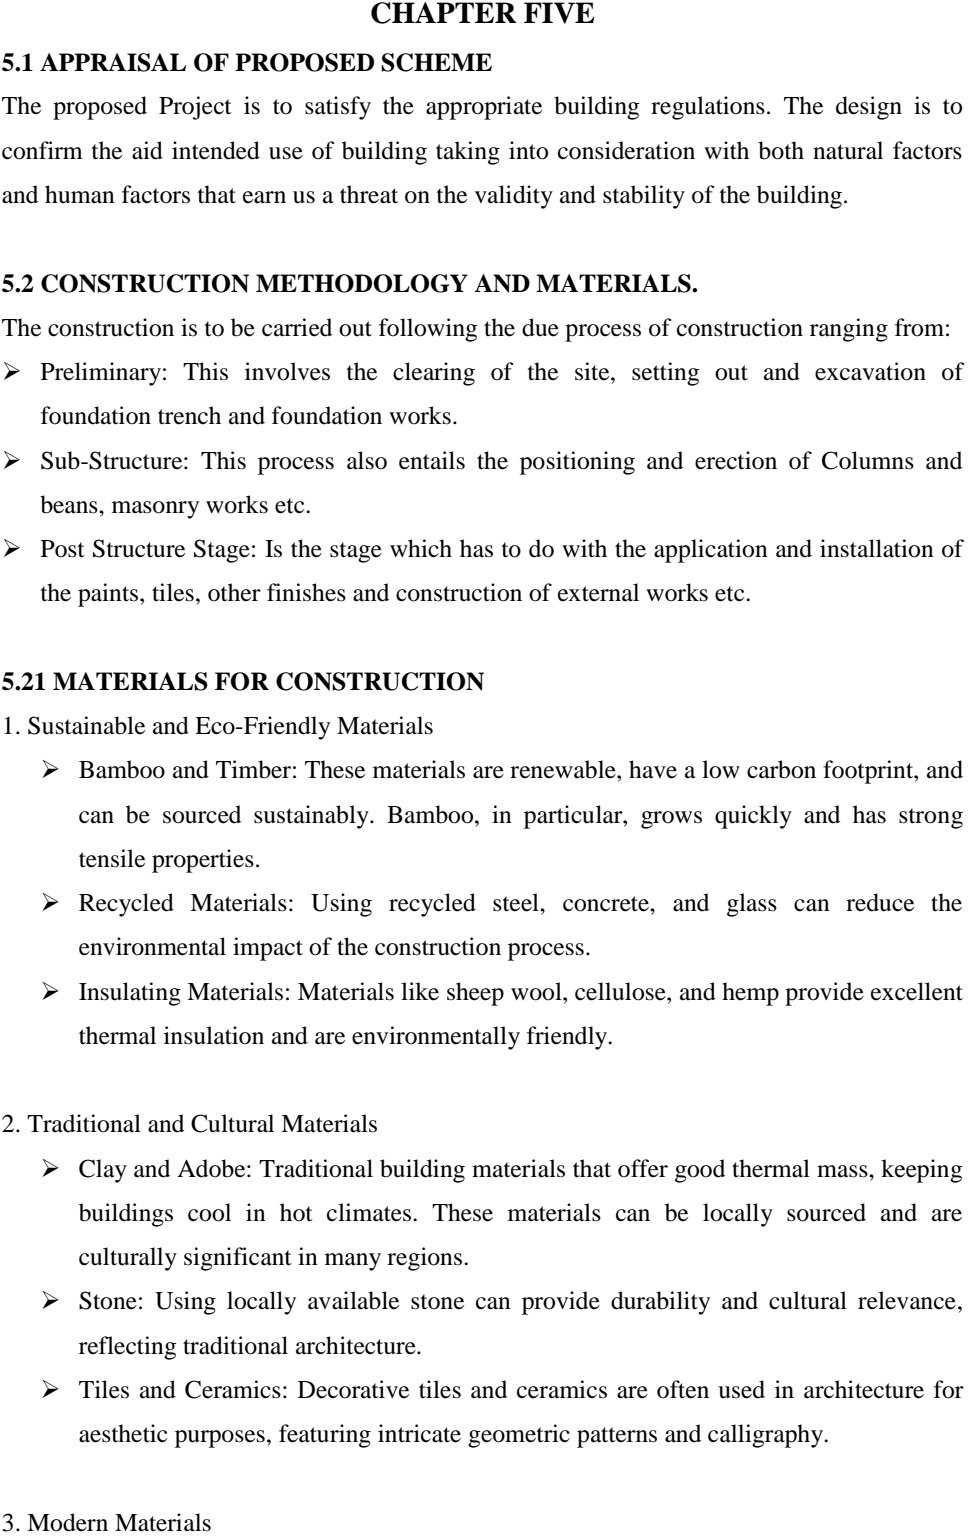 CHAPTER FIVE
5.1 APPRAISAL OF PROPOSED SCHEME
The proposed Project is to satisfy the appropriate building regulations. The design is to
confirm the aid intended use of building taking into consideration with both natural factors
and human factors that earn us a threat on the validity and stability of the building.
5.2 CONSTRUCTION METHODOLOGY AND MATERIALS.
The construction is to be carried out following the due process of construction ranging from:
➢ Preliminary: This involves the clearing of the site, setting out and excavation of
foundation trench and foundation works.
➢ Sub-Structure: This process also entails the positioning and erection of Columns and
beans, masonry works etc.
➢ Post Structure Stage: Is the stage which has to do with the application and installation of
the paints, tiles, other finishes and construction of external works etc.
5.21 MATERIALS FOR CONSTRUCTION
1. Sustainable and Eco-Friendly Materials
➢ Bamboo and Timber: These materials are renewable, have a low carbon footprint, and
can be sourced sustainably. Bamboo, in particular, grows quickly and has strong
tensile properties.
➢ Recycled Materials: Using recycled steel, concrete, and glass can reduce the
environmental impact of the construction process.
➢ Insulating Materials: Materials like sheep wool, cellulose, and hemp provide excellent
thermal insulation and are environmentally friendly.
2. Traditional and Cultural Materials
➢ Clay and Adobe: Traditional building materials that offer good thermal mass, keeping
buildings cool in hot climates. These materials can be locally sourced and are
culturally significant in many regions.
➢ Stone: Using locally available stone can provide durability and cultural relevance,
reflecting traditional architecture.
➢ Tiles and Ceramics: Decorative tiles and ceramics are often used in architecture for
aesthetic purposes, featuring intricate geometric patterns and calligraphy.
3. Modern Materials